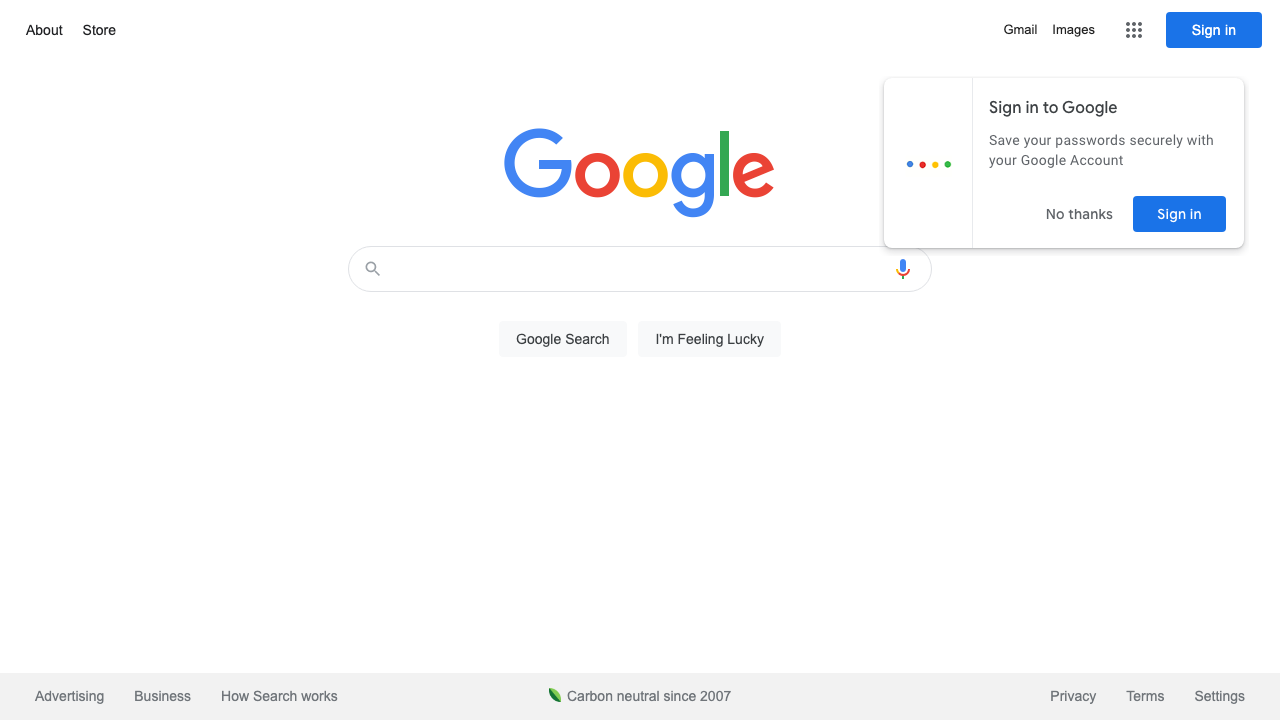 About Store
Gmail Images Sign in
Sign in to Google
Save your passwords securely with
your Google Account
No thanks Sign in
Google
Google Search I'm Feeling Lucky
Advertising Business How Search works
Carbon neutral since 2007
Privacy Terms Settings